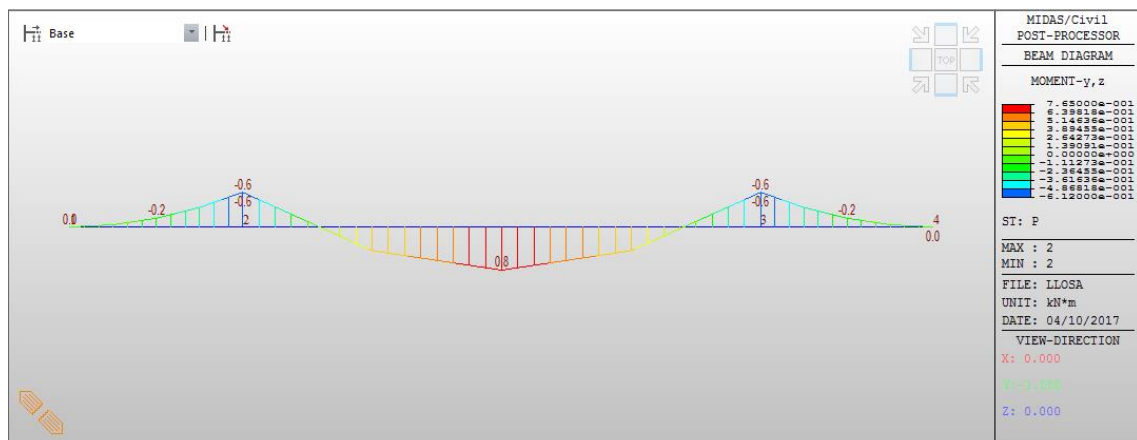 Base
TOP
-0.6
-0.6
2
-0.2
0.0
0.8
-0.6
-0.6
3
-0.2
4
0.0
MIDAS/Civil
POST-PROCESSOR
BEAM DIAGRAM
MOMENT-y,z
7.65000e-001
6.39818e-001
5.14636e-001
3.89455e-001
2.64273e-001
1.39091e-001
0.00000e+000
-1.11273e-001
-2.36455e-001
-3.61636e-001
-4.86818e-001
-6.12000e-001
ST: P
MAX : 2
MIN : 2
FILE: LLOSA
UNIT: kN*m
DATE: 04/10/2017
VIEW-DIRECTION
X: 0.000
Z: 0.000